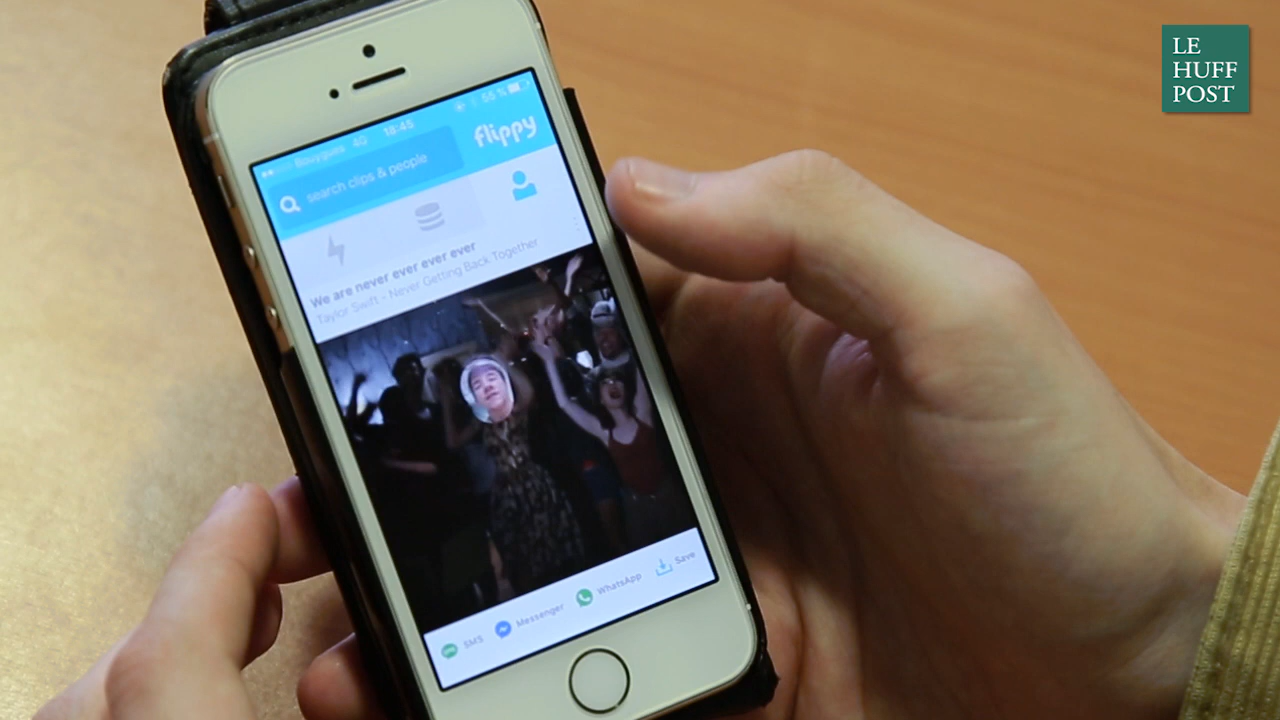 LE
HUFF
POST
Bouygues 4G 18:45 55 %
search clips & people
flippy
We are never ever ever ever
Taylor Swift - Never Getting Back Together
SMS Messenger WhatsApp Save